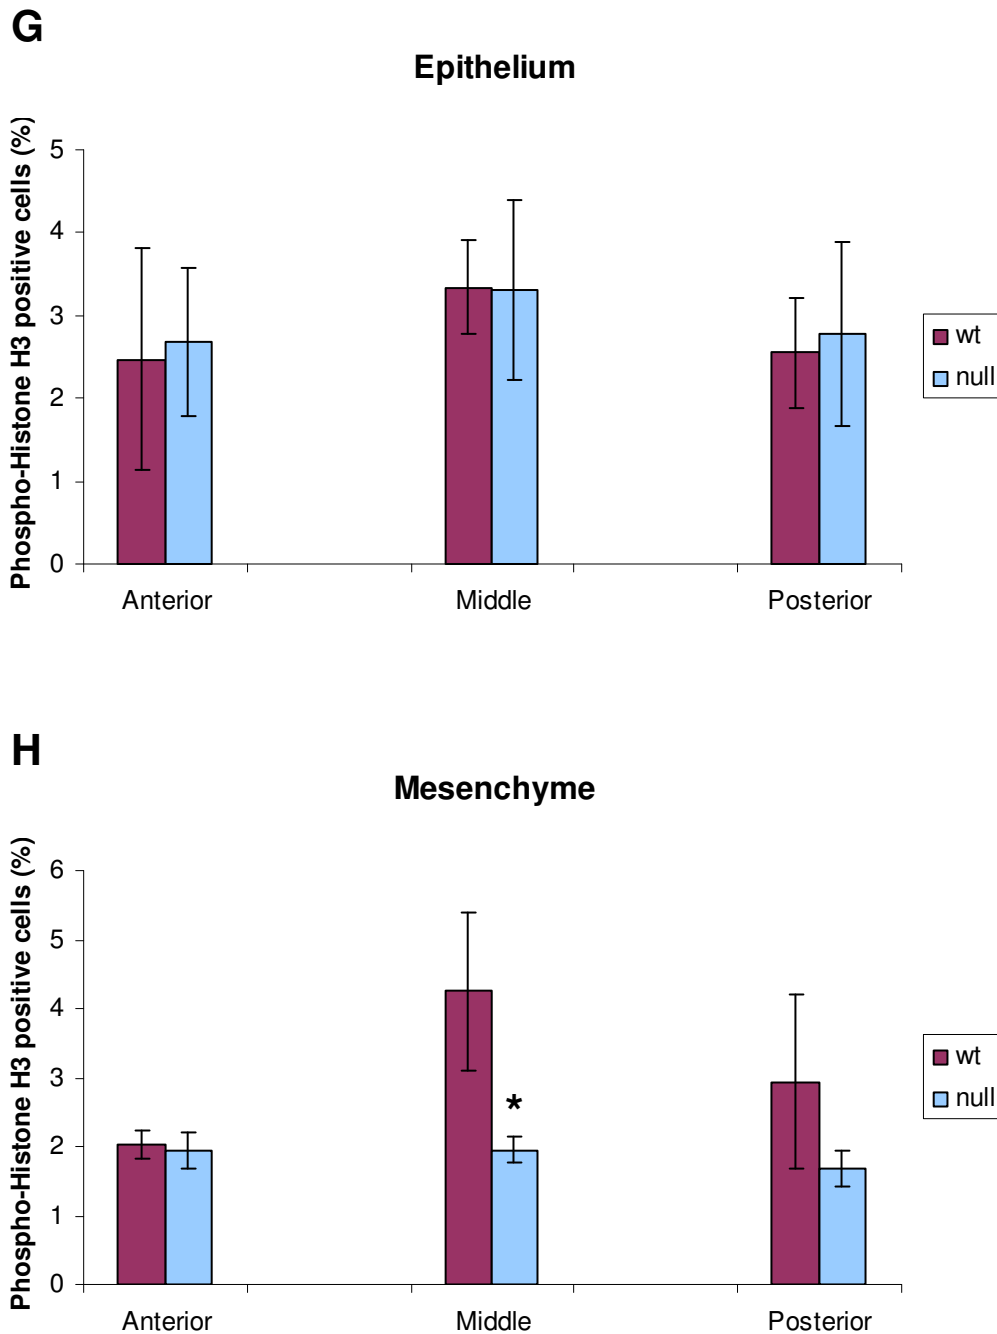 G
Epithelium
Phospho-Histone H3 positive cells (%)
5
4
3
2
1
0
Anterior Middle Posterior
wt
null
H
Mesenchyme
Phospho-Histone H3 positive cells (%)
6
5
4
3
2
1
0
*
Anterior Middle Posterior
wt
null